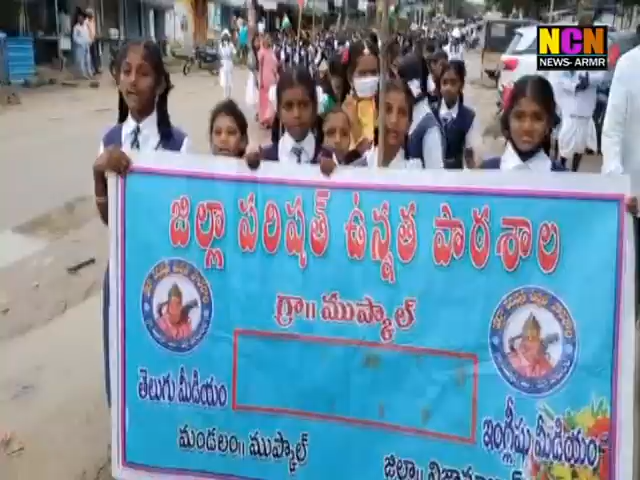 NCN
NEWS- ARMR
జిల్లా పరిషత్ ఉన్నత పాఠశాల
గ్రా॥ ముప్కాల్
తెలుగు మీడియం
ఇంగ్లీషు మీడియం
మండలం॥ ముప్కాల్
జిల్లా॥